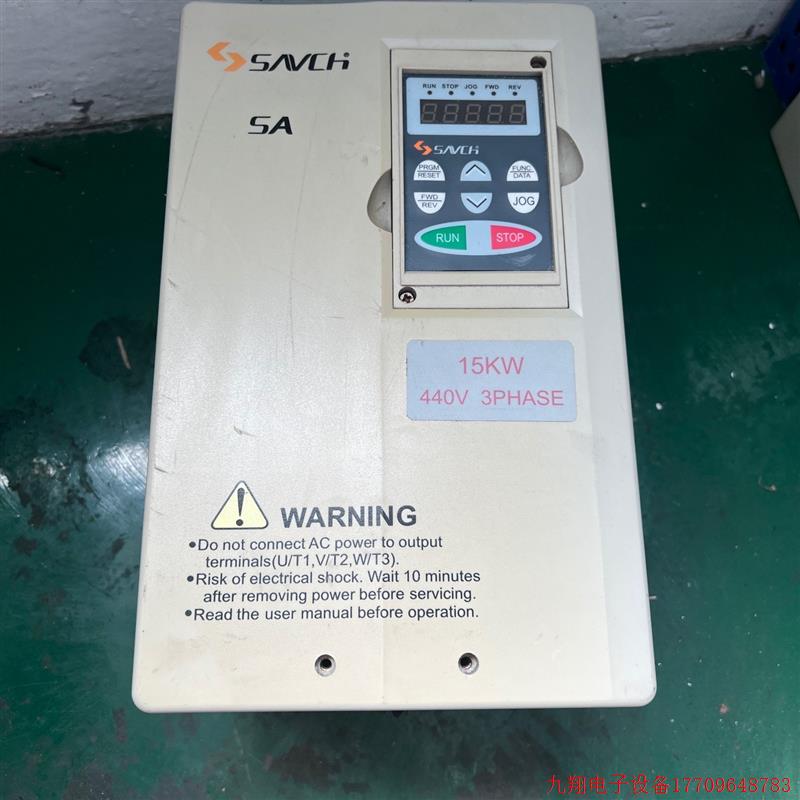 SAVCH
SA
RUN STOP JOG FWD REV
88888
SAVCH
PRGM
RESET
FUNC.
DATA
FWD
REV
JOG
RUN
STOP
15KW
440V 3PHASE
WARNING
•Do not connect AC power to output
terminals(U/T1,V/T2,W/T3).
•Risk of electrical shock. Wait 10 minutes
after removing power before servicing.
•Read the user manual before operation.
九翔电子设备17709648783